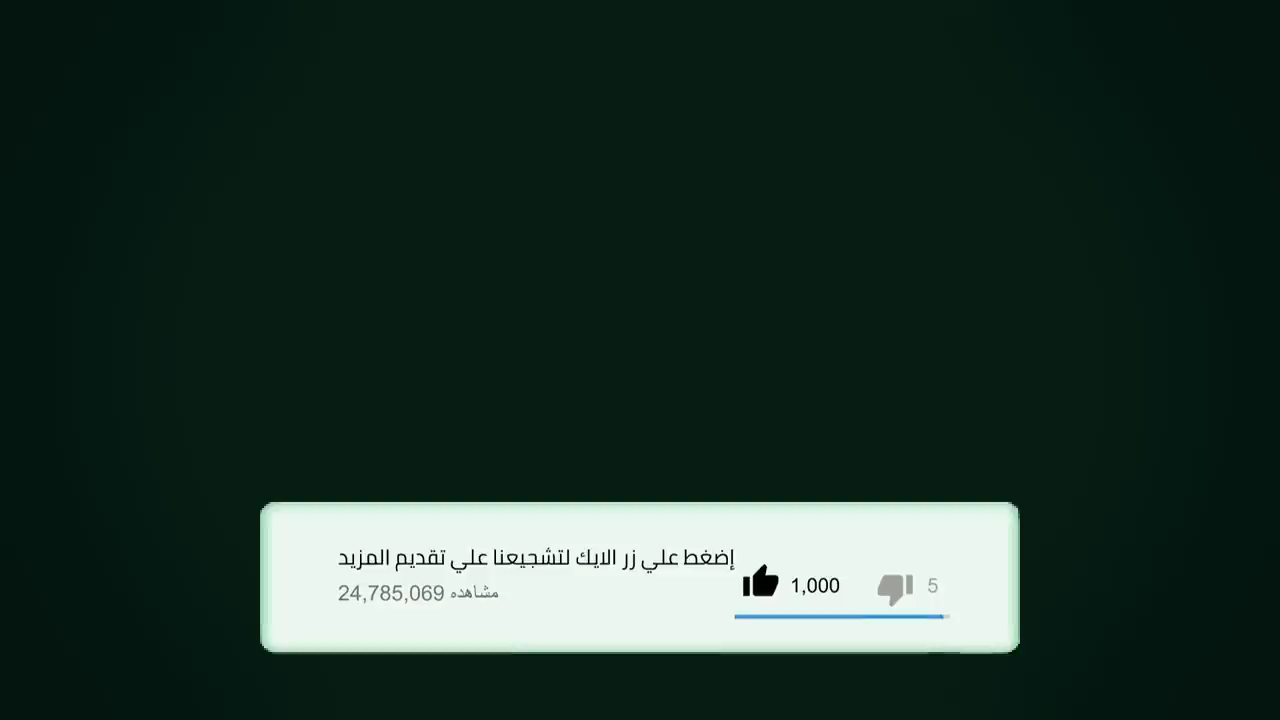 إضغط علي زر الايك لتشجيعنا علي تقديم المزيد
24,785,069 مشاهده
1,000
5